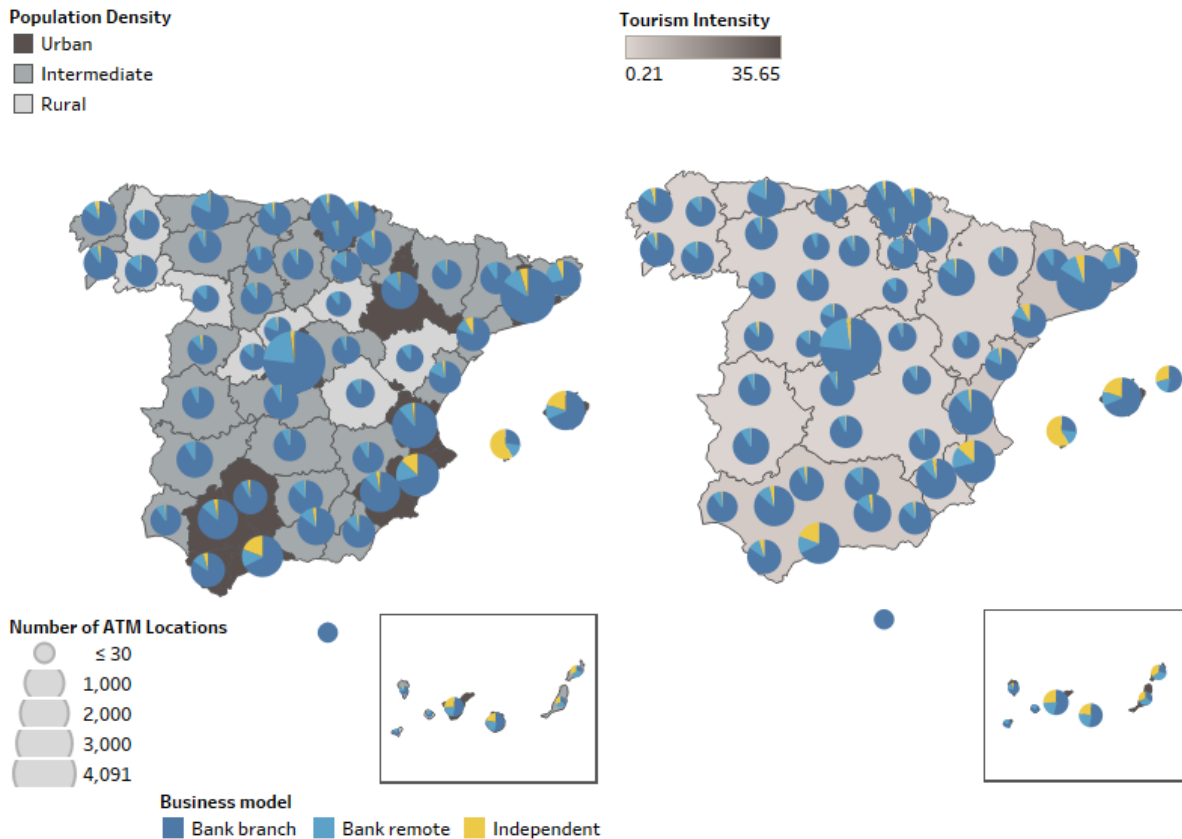 Population Density
Urban
Intermediate
Rural
Tourism Intensity
0.21 35.65
Number of ATM Locations
≤ 30
1,000
2,000
3,000
4,091
Business model
Bank branch Bank remote Independent